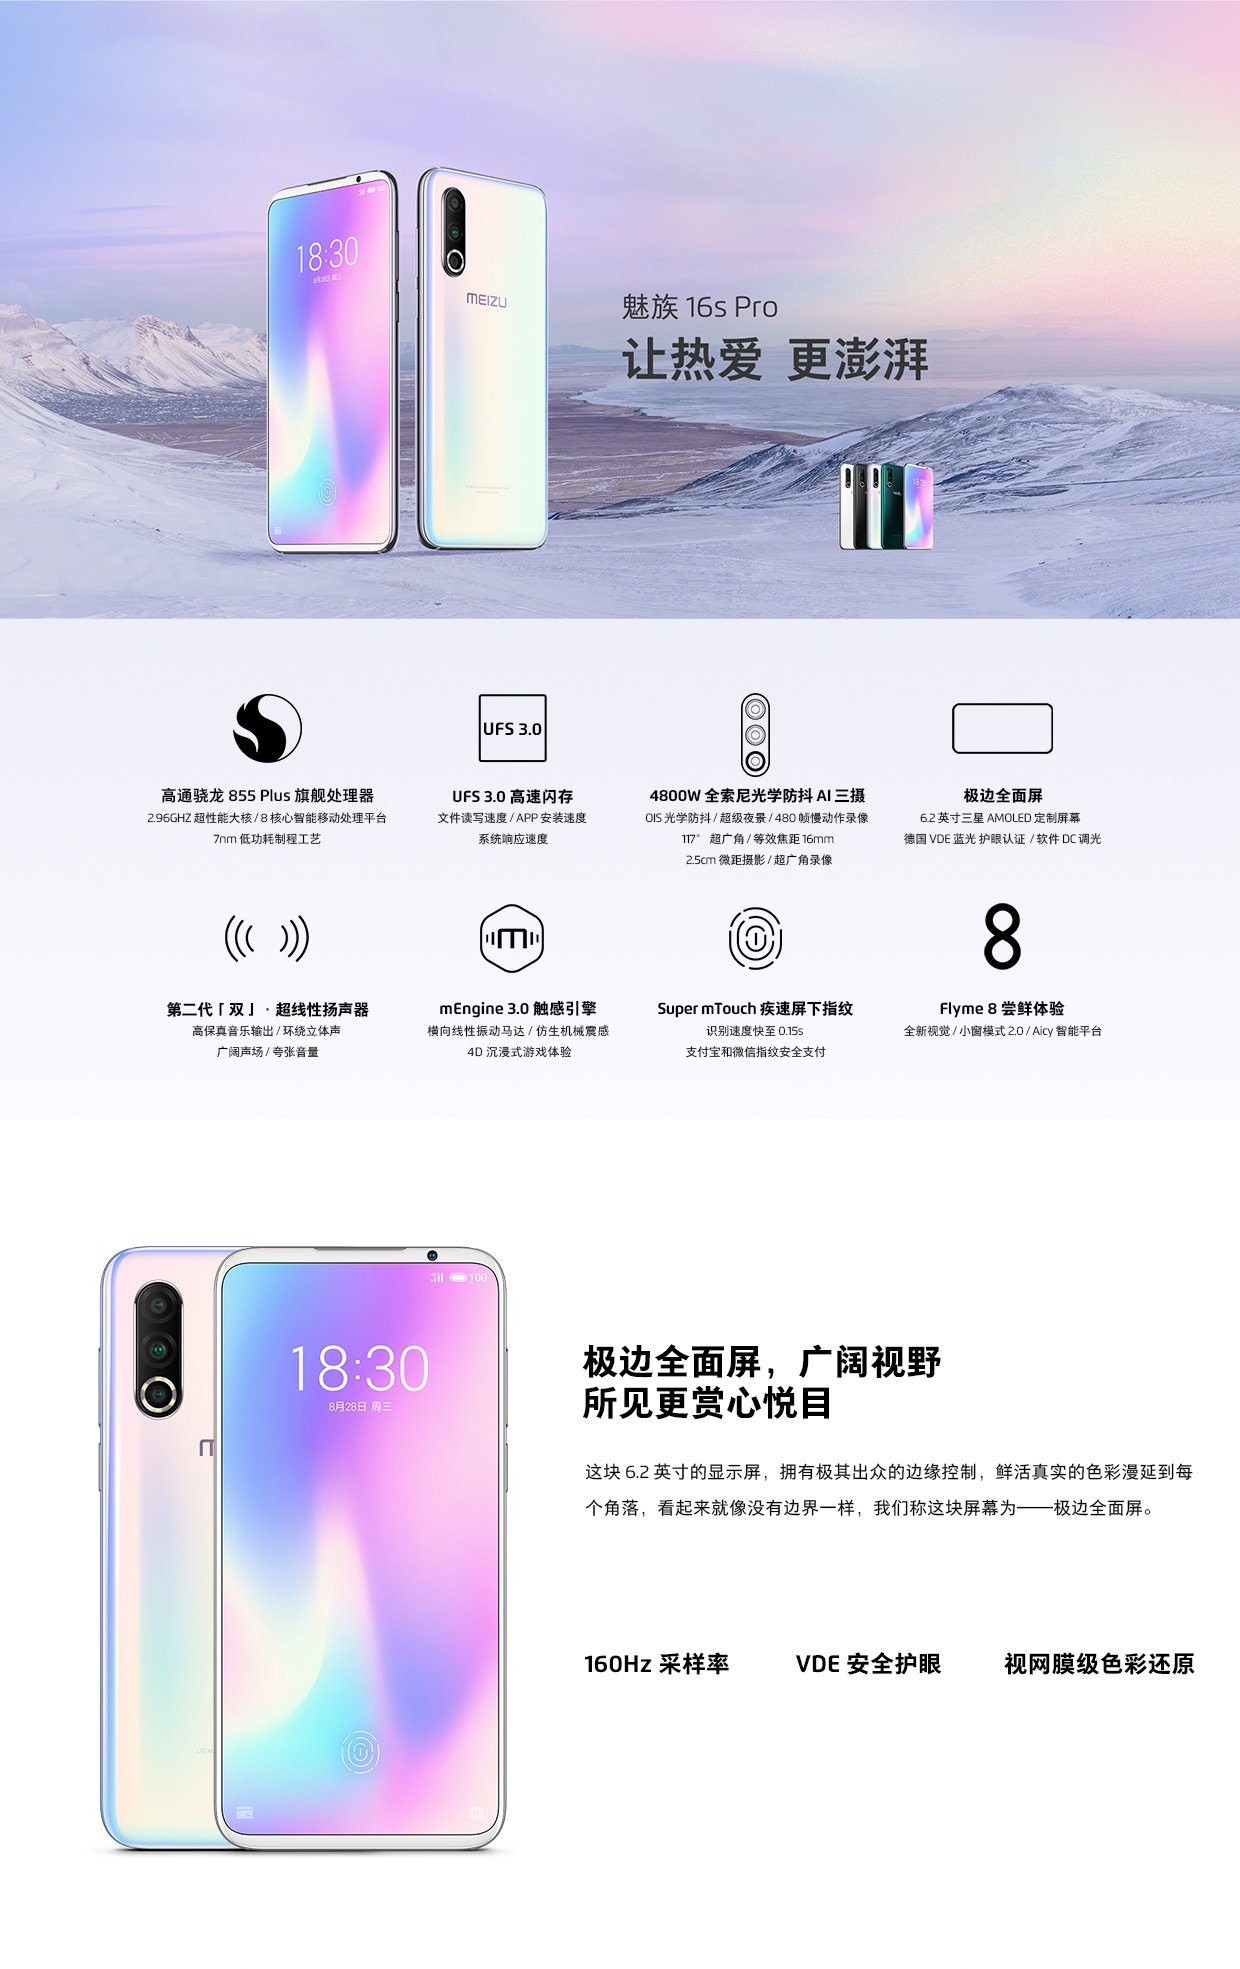 18:30
8月28日 周三
100
MEIZU
魅族 16s Pro
让热爱 更澎湃
18:30
MEIZU
UFS 3.0
高通骁龙 855 Plus 旗舰处理器
2.96GHZ 超性能大核 / 8 核心智能移动处理平台
7nm 低功耗制程工艺
UFS 3.0 高速闪存
文件读写速度 / APP 安装速度
系统响应速度
4800W 全索尼光学防抖 AI 三摄
OIS 光学防抖 / 超级夜景 / 480 帧慢动作录像
117° 超广角 / 等效焦距 16mm
2.5cm 微距摄影 / 超广角录像
极边全面屏
6.2 英寸三星 AMOLED 定制屏幕
德国 VDE 蓝光 护眼认证 / 软件 DC 调光
第二代「 双 」· 超线性扬声器
高保真音乐输出 / 环绕立体声
广阔声场 / 夸张音量
mEngine 3.0 触感引擎
横向线性振动马达 / 仿生机械震感
4D 沉浸式游戏体验
Super mTouch 疾速屏下指纹
识别速度快至 0.15s
支付宝和微信指纹安全支付
Flyme 8 尝鲜体验
全新视觉 / 小窗模式 2.0 / Aicy 智能平台
100
18:30
8月28日 周三
极边全面屏，广阔视野
所见更赏心悦目
这块 6.2 英寸的显示屏，拥有极其出众的边缘控制，鲜活真实的色彩漫延到每
个角落，看起来就像没有边界一样，我们称这块屏幕为——极边全面屏。
160Hz 采样率
VDE 安全护眼
视网膜级色彩还原